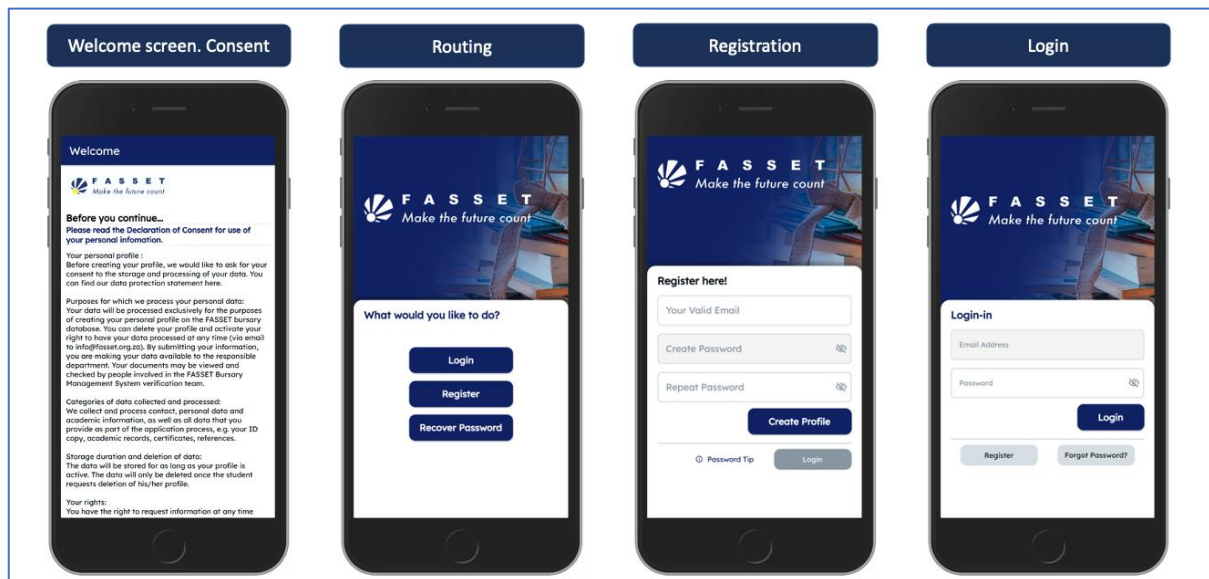 Welcome screen. Consent
Routing
Registration
Login
Welcome
FASSET
Make the future count
Before you continue...
Please read the Declaration of Consent for use of
your personal infomation.
Your personal profile :
Before creating your profile, we would like to ask for your
consent to the storage and processing of your data. You
can find our data protection statement here.
Purposes for which we process your personal data:
Your data will be processed exclusively for the purposes
of creating your personal profile on the FASSET bursary
database. You can delete your profile and activate your
right to have your data processed at any time (via email
to info@fasset.org.za). By submitting your information,
you are making your data available to the responsible
department. Your documents may be viewed and
checked by people involved in the FASSET Bursary
Management System verification team.
Categories of data collected and processed:
We collect and process contact, personal data and
academic information, as well as all data that you
provide as part of the application process, e.g. your ID
copy, academic records, certificates, references.
Storage duration and deletion of data:
The data will be stored for as long as your profile is
active. The data will only be deleted once the student
requests deletion of his/her profile.
Your rights:
You have the right to request information at any time
FASSET
Make the future count
What would you like to do?
Login
Register
Recover Password
FASSET
Make the future count
Register here!
Your Valid Email
Create Password
Repeat Password
Create Profile
Password Tip
Login
FASSET
Make the future count
Login-in
Email Address
Password
Login
Register
Forgot Password?